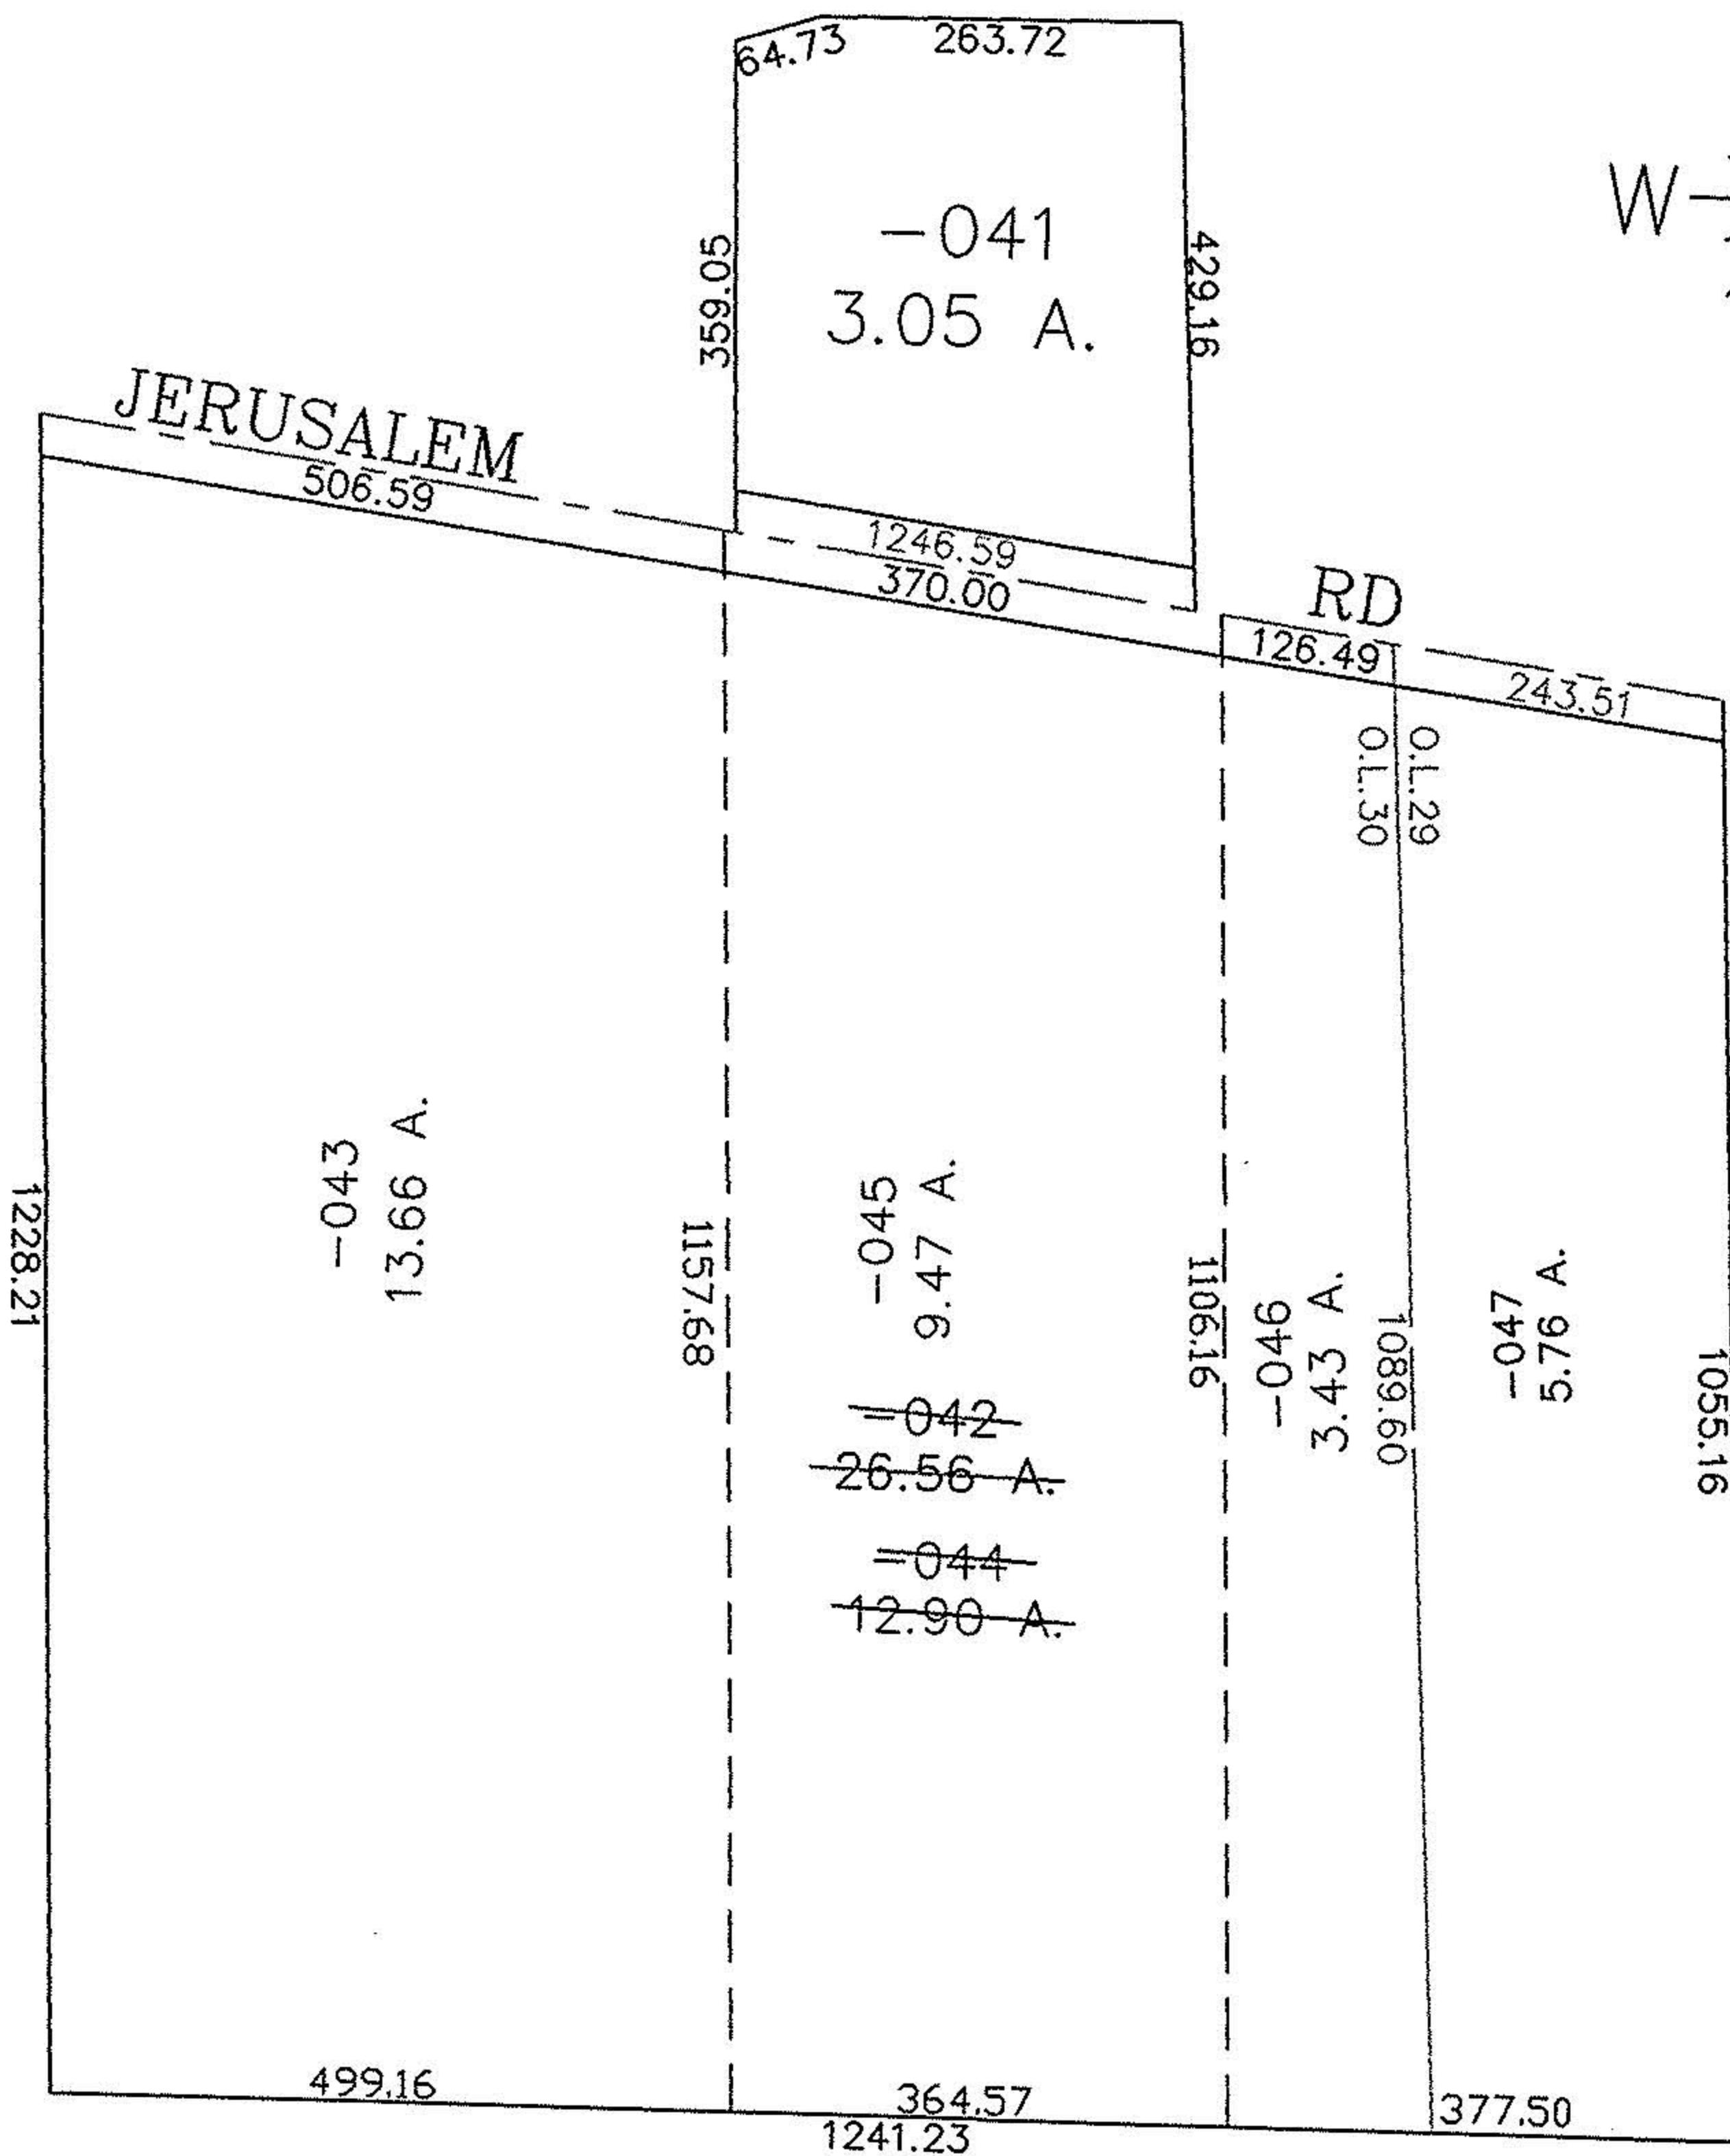 64.73
263.72
W
-041
3.05 A.
359.05
429.16
JERUSALEM
506.59
1246.59
370.00
RD
126.49
243.51
O.L.29
O.L.30
-043
13.66 A.
-045
9.47 A.
-046
3.43 A.
-047
5.76 A.
1228.21
1157.68
1106.16
1089.60
1055.16
-042
26.56 A.
-044
12.90 A.
499.16
364.57
377.50
1241.23